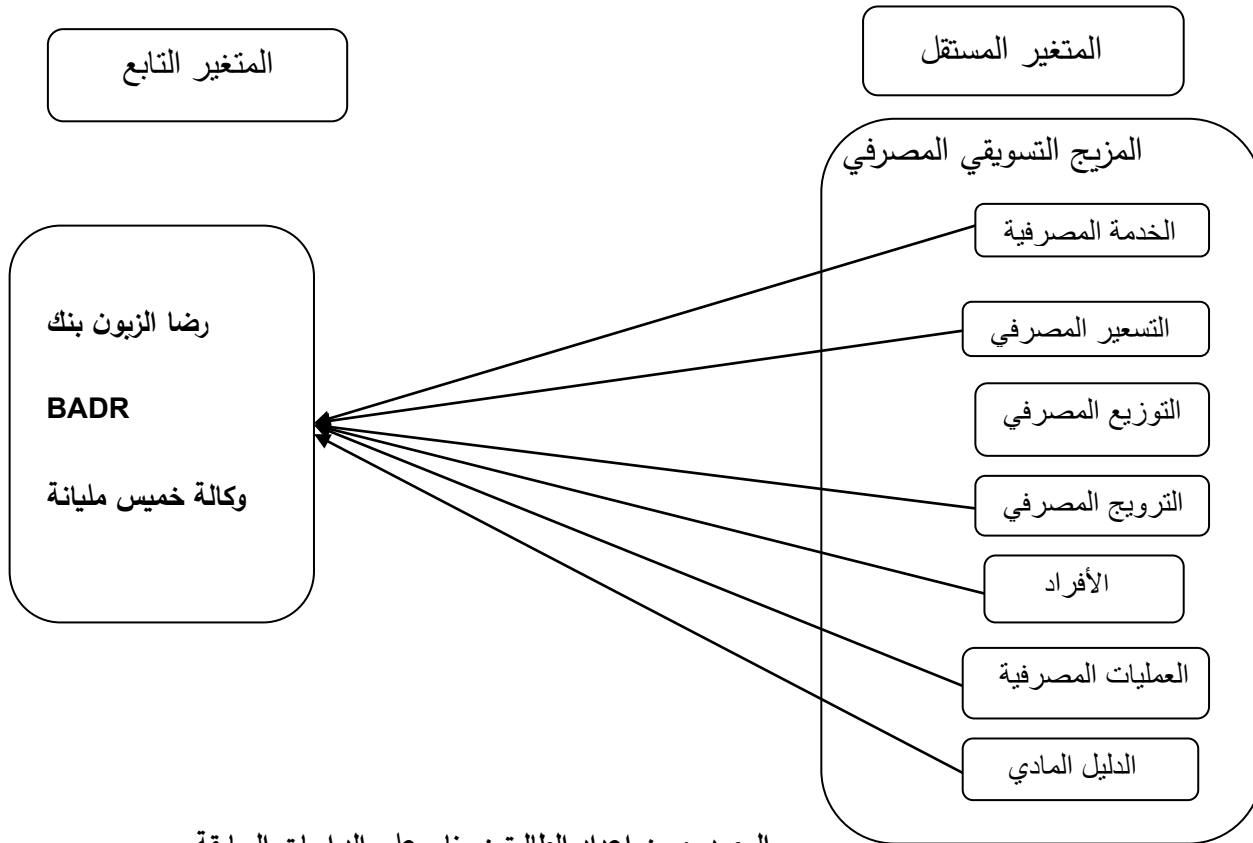 المتغير المستقل
المتغير التابع
المزيج التسويقي المصرفي
الخدمة المصرفية
التسعير المصرفي
التوزيع المصرفي
الترويج المصرفي
الأفراد
العمليات المصرفية
الدليل المادي
رضا الزبون بنك
BADR
وكالة خميس مليانة